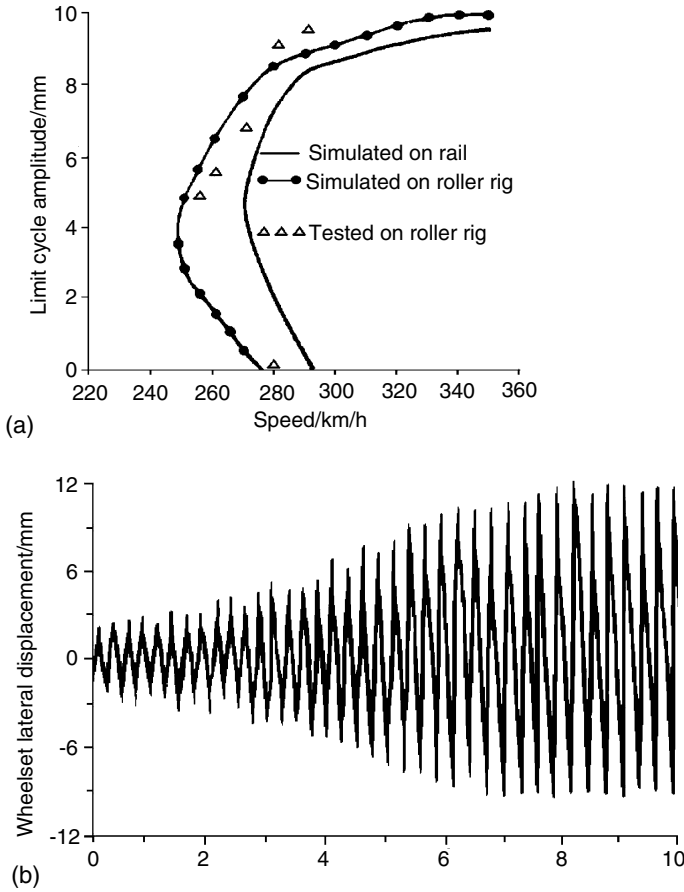 Limit cycle amplitude/mm
10
8
6
4
2
0
Simulated on rail
Simulated on roller rig
Tested on roller rig
220 240 260 280 300 320 340 360
Speed/km/h
(a)
Wheelset lateral displacement/mm
12
6
0
-6
-12
0 2 4 6 8 10
(b)